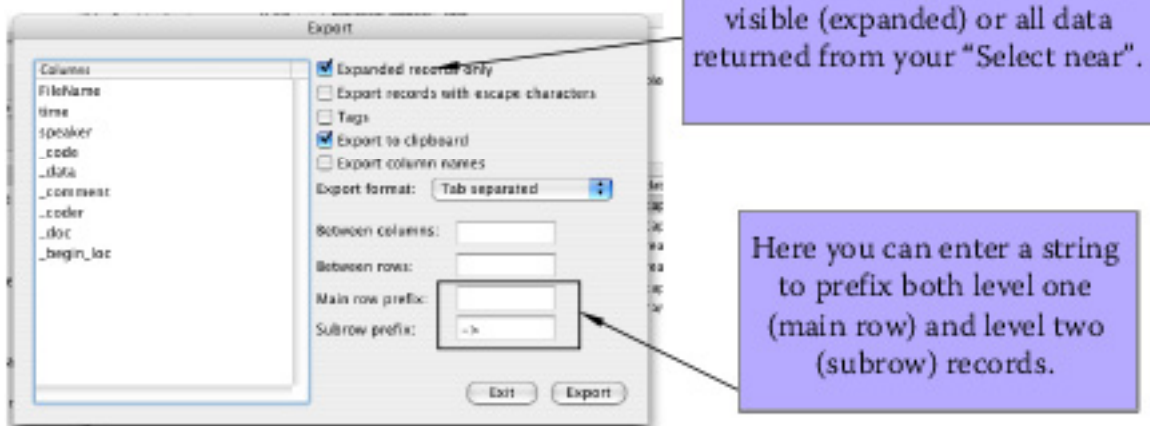 Export
visible (expanded) or all data
returned from your “Select near”.
Columns
FileName
time
speaker
_code
_data
_comment
_coder
_doc
_begin_loc
Expanded records only
Export records with escape characters
Tags
Export to clipboard
Export column names
Export format: Tab separated
Between columns:
Between rows:
Main row prefix:
Subrow prefix: ->
Exit Export
Here you can enter a string
to prefix both level one
(main row) and level two
(subrow) records.